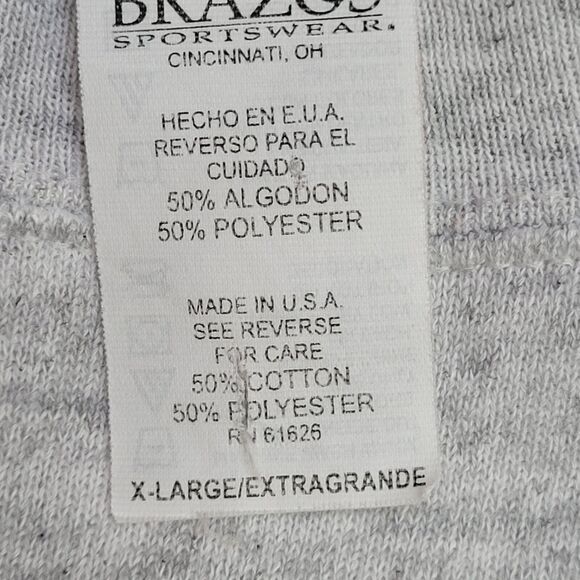 BRAZOS
SPORTSWEAR®
CINCINNATI, OH
HECHO EN E.U.A.
REVERSO PARA EL
CUIDADO
50% ALGODON
50% POLYESTER
MADE IN U.S.A.
SEE REVERSE
FOR CARE
50% COTTON
50% POLYESTER
RN 61626
X-LARGE/EXTRAGRANDE